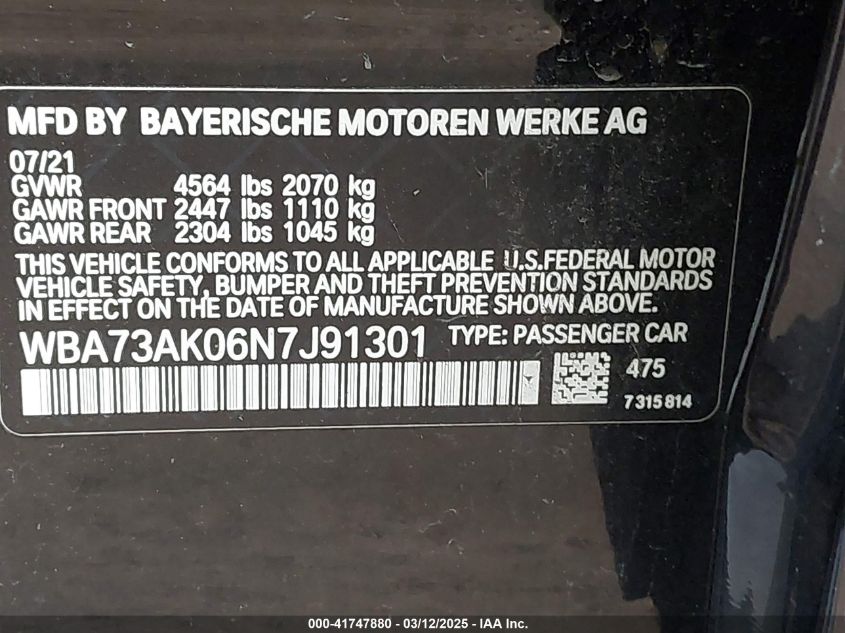 MFD BY BAYERISCHE MOTOREN WERKE AG
07/21
GVWR 4564 lbs 2070 kg
GAWR FRONT 2447 lbs 1110 kg
GAWR REAR 2304 lbs 1045 kg
THIS VEHICLE CONFORMS TO ALL APPLICABLE U.S.FEDERAL MOTOR
VEHICLE SAFETY, BUMPER AND THEFT PREVENTION STANDARDS
IN EFFECT ON THE DATE OF MANUFACTURE SHOWN ABOVE.
WBA73AK06N7J91301 TYPE: PASSENGER CAR
475
7315814
000-41747880 - 03/12/2025 - IAA Inc.